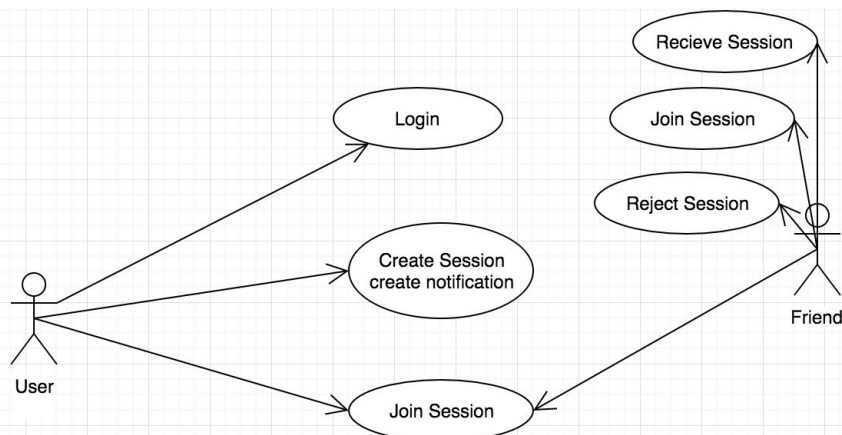 Recieve Session
Login
Join Session
Reject Session
Create Session
create notification
Friend
User
Join Session